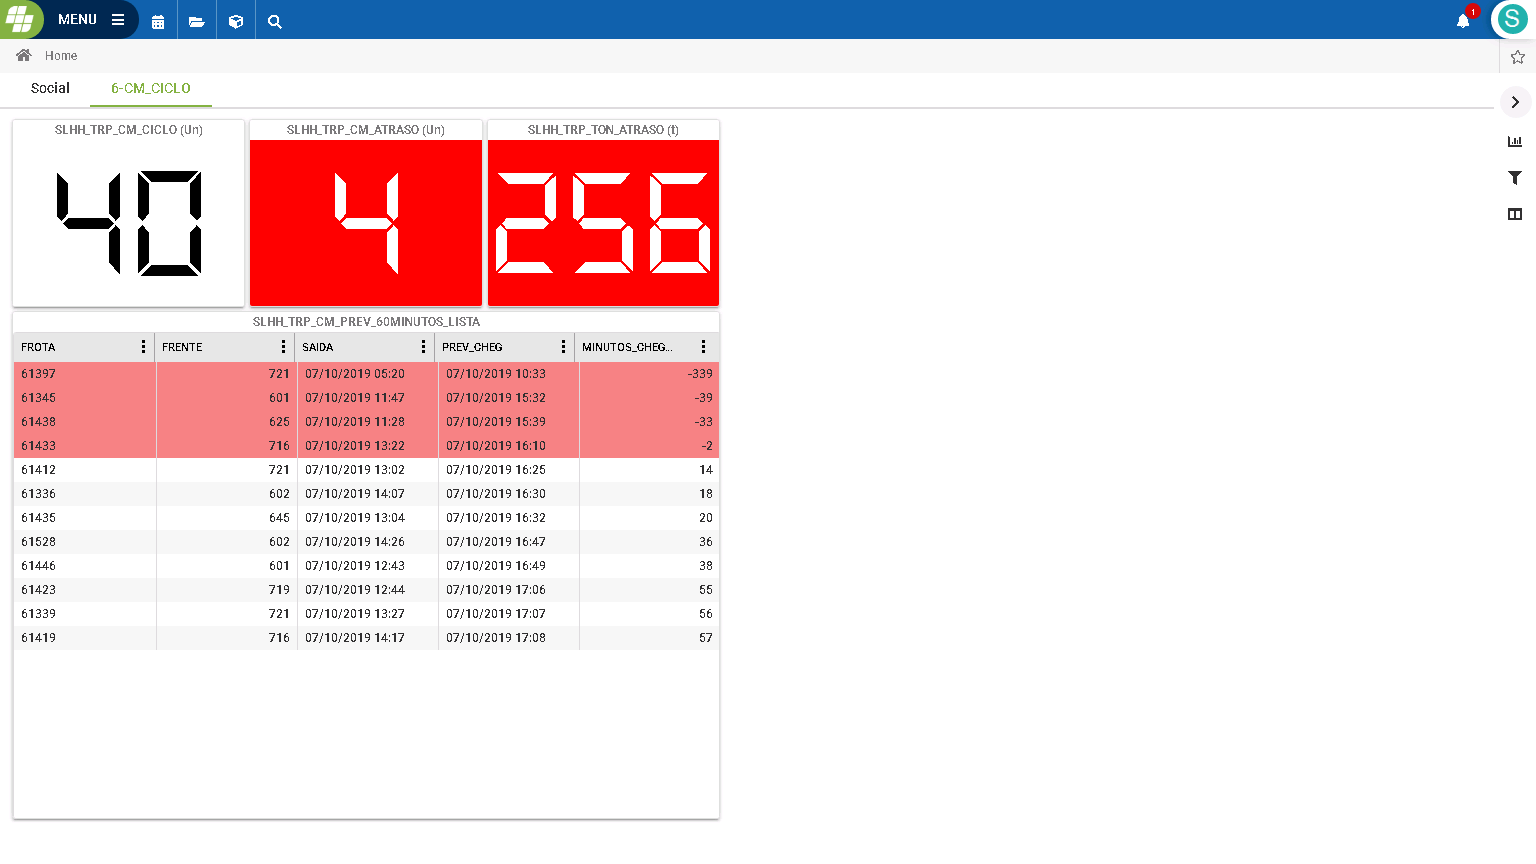 MENU
1
S
Home
Social 6-CM_CICLO
SLHH_TRP_CM_CICLO (Un) SLHH_TRP_CM_ATRASO (Un) SLHH_TRP_TON_ATRASO (t)
40 4 256
SLHH_TRP_CM_PREV_60MINUTOS_LISTA
FROTA FRENTE SAIDA PREV_CHEG MINUTOS_CHEG...
61397 721 07/10/2019 05:20 07/10/2019 10:33 -339
61345 601 07/10/2019 11:47 07/10/2019 15:32 -39
61438 625 07/10/2019 11:28 07/10/2019 15:39 -33
61433 716 07/10/2019 13:22 07/10/2019 16:10 -2
61412 721 07/10/2019 13:02 07/10/2019 16:25 14
61336 602 07/10/2019 14:07 07/10/2019 16:30 18
61435 645 07/10/2019 13:04 07/10/2019 16:32 20
61528 602 07/10/2019 14:26 07/10/2019 16:47 36
61446 601 07/10/2019 12:43 07/10/2019 16:49 38
61423 719 07/10/2019 12:44 07/10/2019 17:06 55
61339 721 07/10/2019 13:27 07/10/2019 17:07 56
61419 716 07/10/2019 14:17 07/10/2019 17:08 57